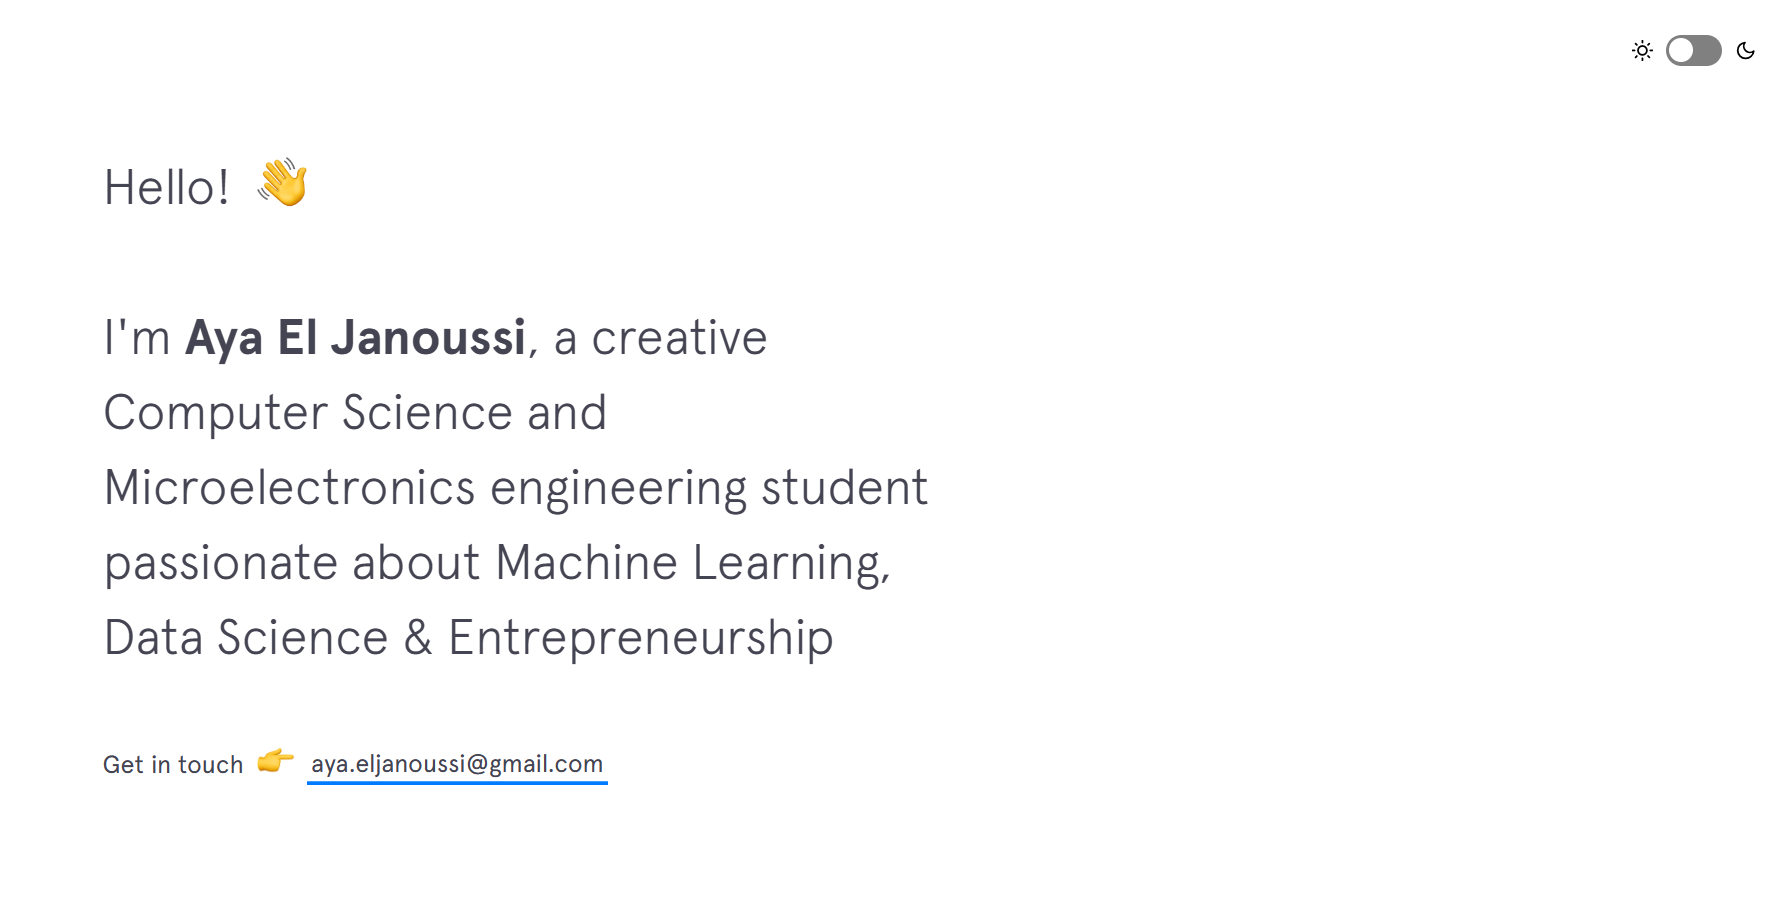 Hello! 👋
I'm Aya El Janoussi, a creative
Computer Science and
Microelectronics engineering student
passionate about Machine Learning,
Data Science & Entrepreneurship
Get in touch 👉 aya.eljanoussi@gmail.com